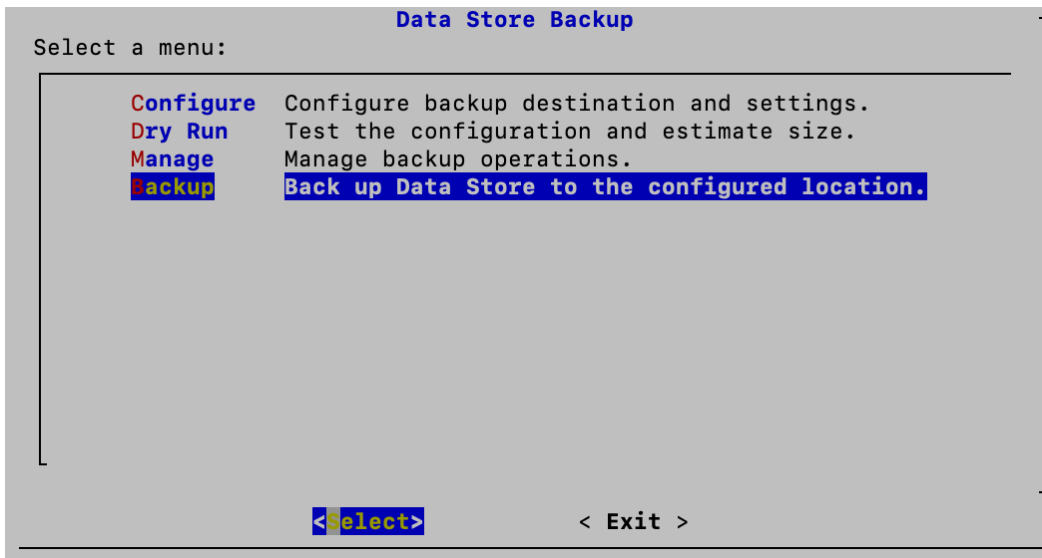 Data Store Backup
Select a menu:
Configure Configure backup destination and settings.
Dry Run Test the configuration and estimate size.
Manage Manage backup operations.
Backup Back up Data Store to the configured location.
<Select> < Exit >